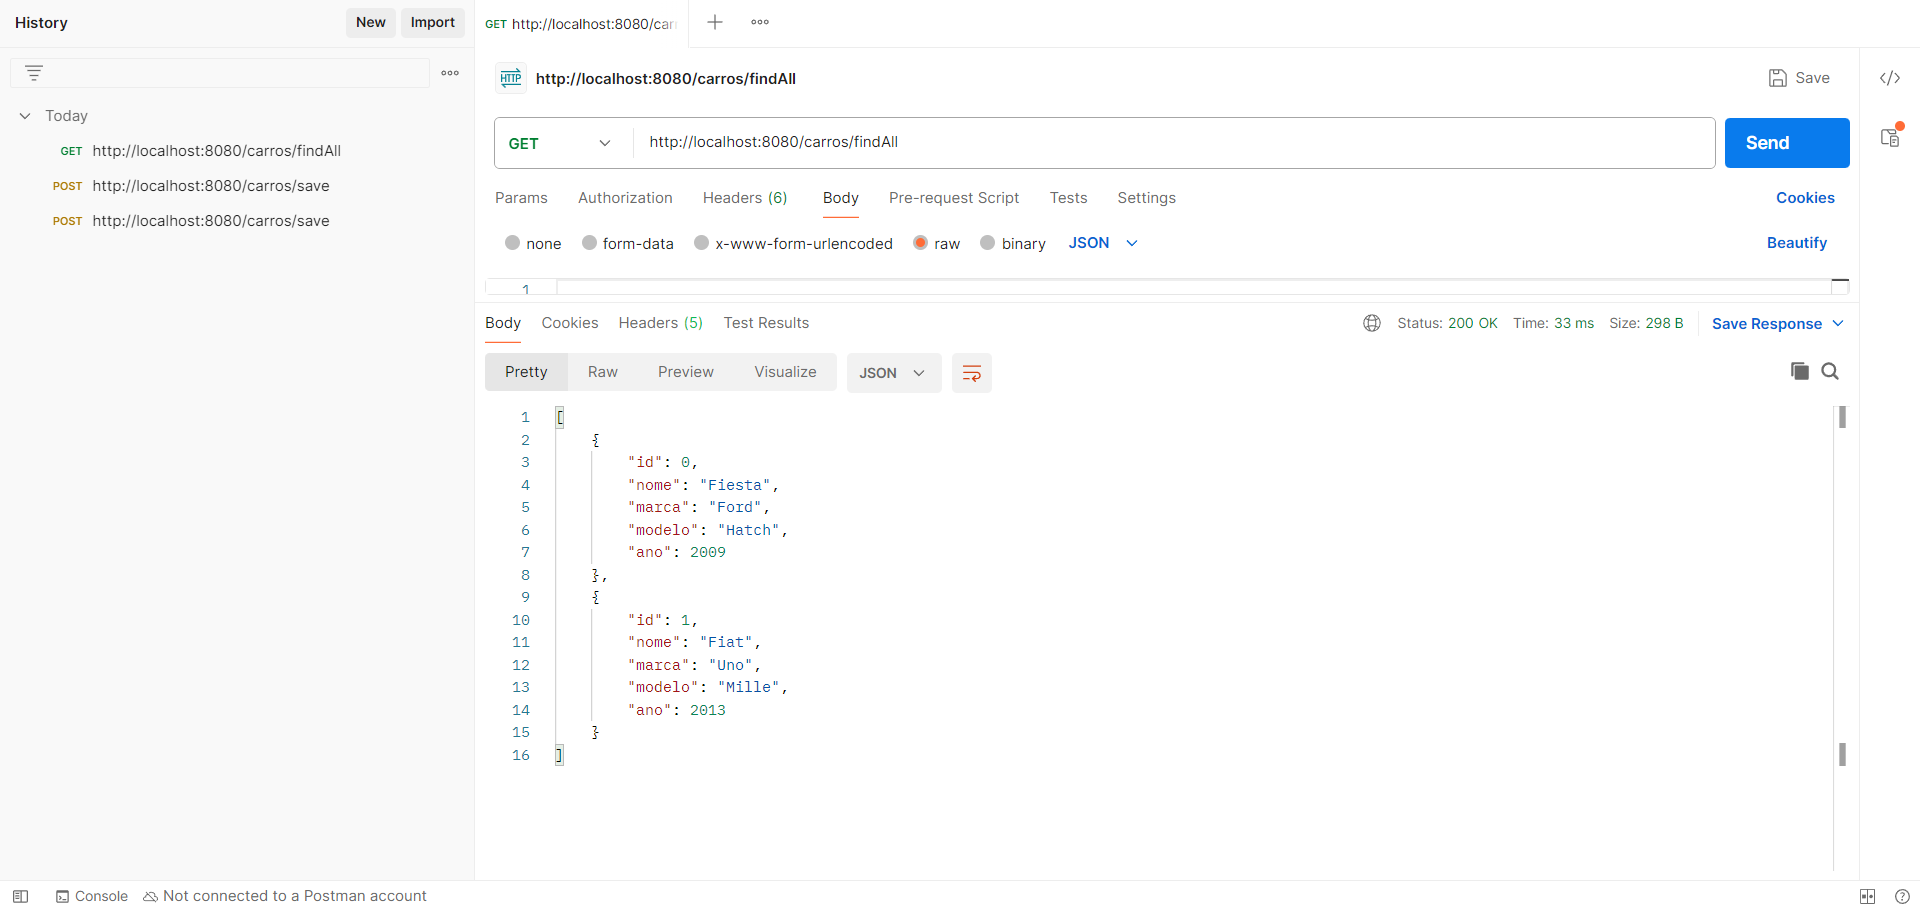 History
New
Import
Today
GET http://localhost:8080/carros/findAll
POST http://localhost:8080/carros/save
POST http://localhost:8080/carros/save
GET http://localhost:8080/car
HTTP http://localhost:8080/carros/findAll
Save
GET http://localhost:8080/carros/findAll
Send
Params Authorization Headers (6) Body Pre-request Script Tests Settings Cookies
none form-data x-www-form-urlencoded raw binary JSON Beautify
1
Body Cookies Headers (5) Test Results Status: 200 OK Time: 33 ms Size: 298 B Save Response
Pretty Raw Preview Visualize JSON
1 [
2 {
3 "id": 0,
4 "nome": "Fiesta",
5 "marca": "Ford",
6 "modelo": "Hatch",
7 "ano": 2009
8 },
9 {
10 "id": 1,
11 "nome": "Fiat",
12 "marca": "Uno",
13 "modelo": "Mille",
14 "ano": 2013
15 }
16 ]
Console Not connected to a Postman account